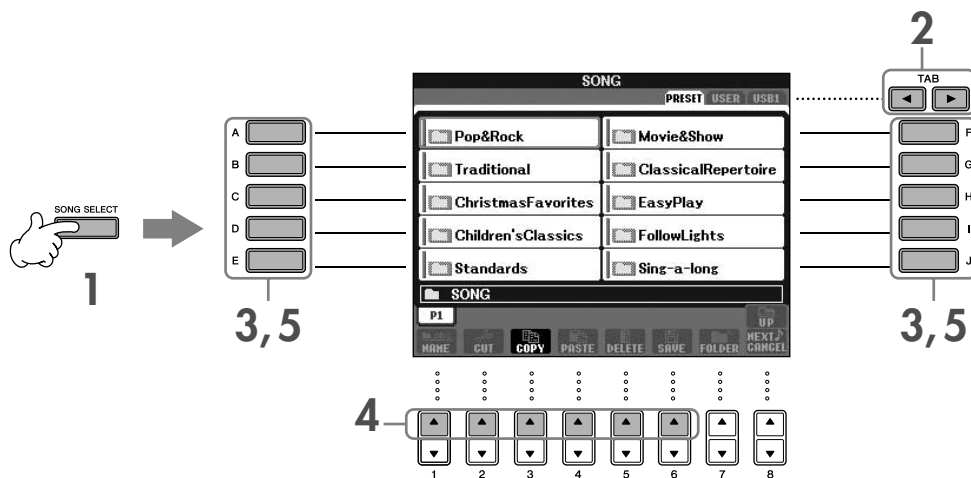 2
TAB
SONG
PRESET USER USB1
A Pop&Rock Movie&Show F
B Traditional ClassicalRepertoire G
C ChristmasFavorites EasyPlay H
D Children'sClassics FollowLights I
E Standards Sing-a-long J
SONG SELECT
1
3, 5
3, 5
SONG
P1
UP
NAME CUT COPY PASTE DELETE SAVE FOLDER NEXT CANCEL
4
1 2 3 4 5 6 7 8